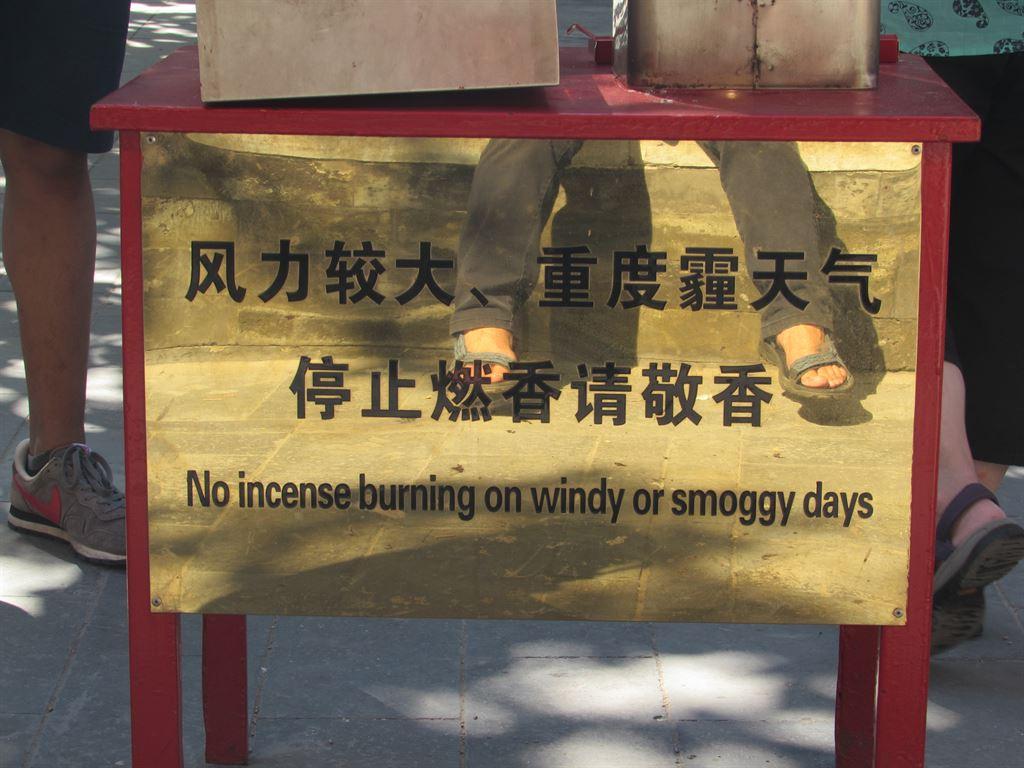 风力较大、重度霾天气
停止燃香请敬香
No incense burning on windy or smoggy days